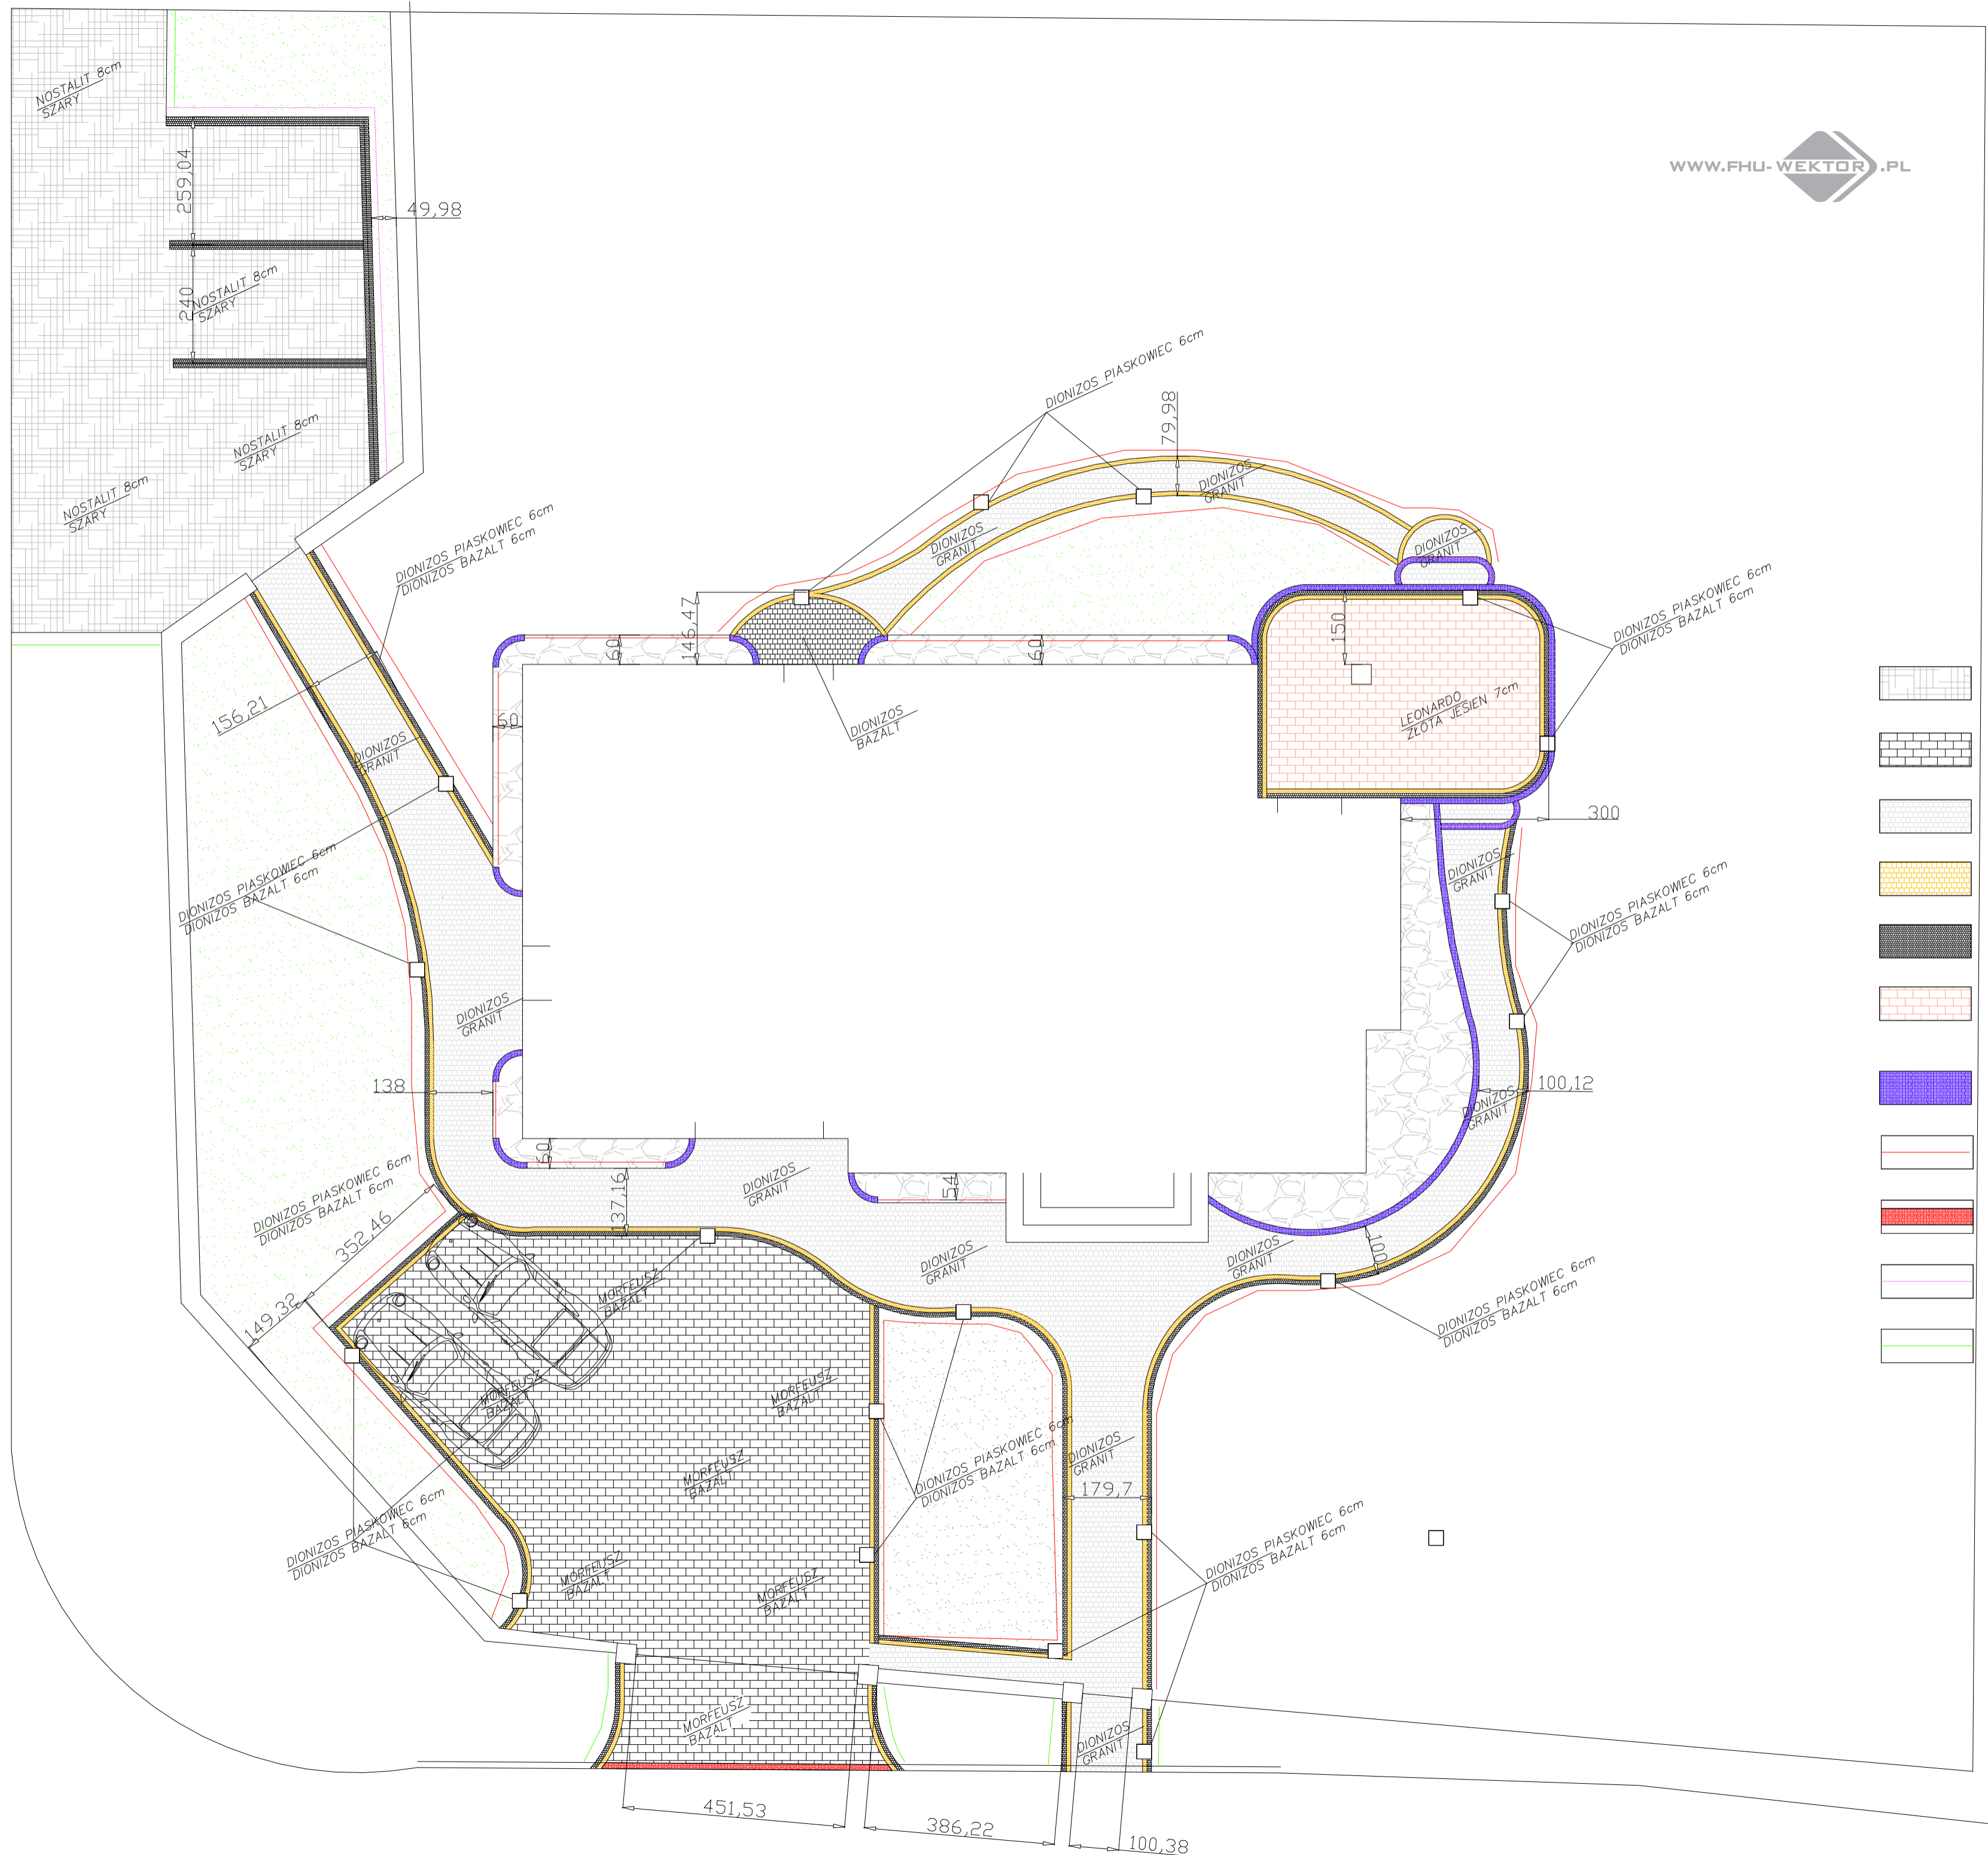 NOSTALIT 8cm
SZARY
WWW.FHU-WEKTOR.PL
259,04
49,98
NOSTALIT 8cm
SZARY
240
DIONIZOS PIASKOWIEC 6cm
79,98
NOSTALIT 8cm
SZARY
DIONIZOS
GRANIT
NOSTALIT 8cm
SZARY
DIONIZOS PIASKOWIEC 6cm
DIONIZOS BAZALT 6cm
DIONIZOS
GRANIT
DIONIZOS
GRANIT
146,47
150
DIONIZOS PIASKOWIEC 6cm
DIONIZOS BAZALT 6cm
60
60
156,21
60
DIONIZOS
GRANIT
DIONIZOS
BAZALT
LEONARDO
ZŁOTA JESIEŃ 7cm
300
DIONIZOS PIASKOWIEC 6cm
DIONIZOS BAZALT 6cm
DIONIZOS
GRANIT
DIONIZOS PIASKOWIEC 6cm
DIONIZOS BAZALT 6cm
DIONIZOS
GRANIT
138
100,12
DIONIZOS
GRANIT
60
DIONIZOS PIASKOWIEC 6cm
DIONIZOS BAZALT 6cm
137,16
DIONIZOS
GRANIT
54
352,46
149,32
DIONIZOS
GRANIT
DIONIZOS
GRANIT
100
MORFEUSZ
BAZALT
DIONIZOS PIASKOWIEC 6cm
DIONIZOS BAZALT 6cm
MORFEUSZ
BAZALT
MORFEUSZ
BAZALT
DIONIZOS PIASKOWIEC 6cm
DIONIZOS BAZALT 6cm
DIONIZOS
GRANIT
MORFEUSZ
BAZALT
179,7
DIONIZOS PIASKOWIEC 6cm
DIONIZOS BAZALT 6cm
DIONIZOS PIASKOWIEC 6cm
DIONIZOS BAZALT 6cm
MORFEUSZ
BAZALT
MORFEUSZ
BAZALT
MORFEUSZ
BAZALT
DIONIZOS
GRANIT
451,53
386,22
100,38